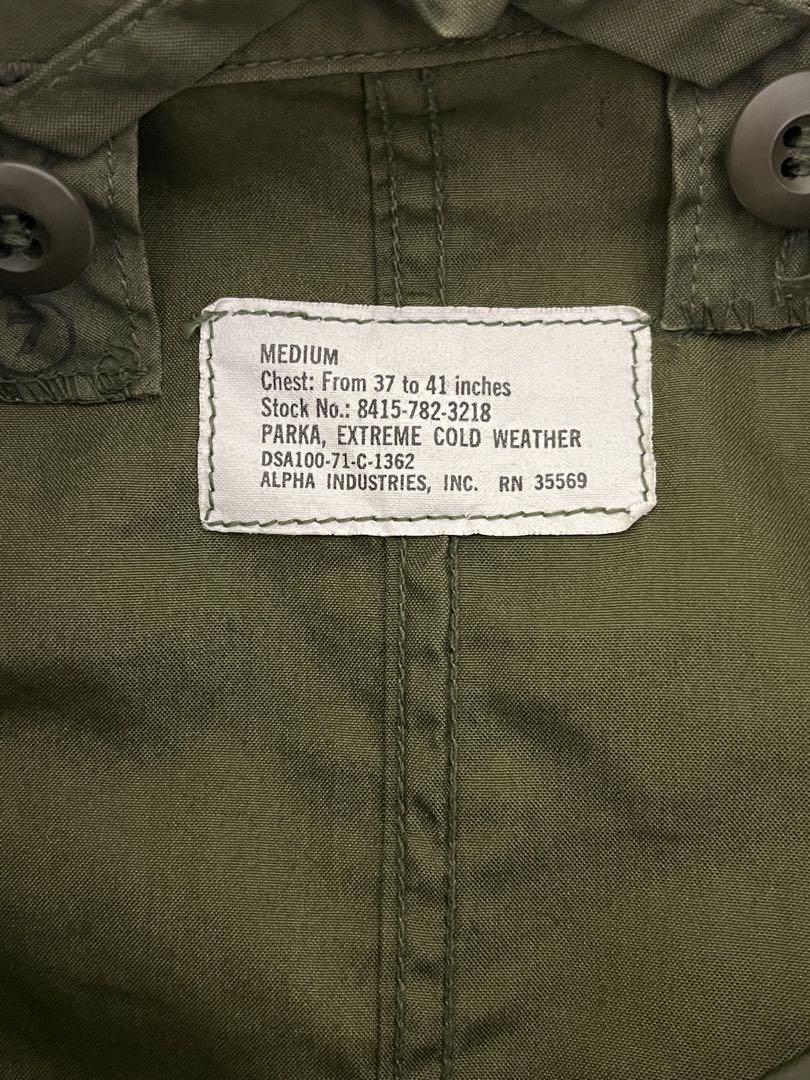 MEDIUM
Chest: From 37 to 41 inches
Stock No.: 8415-782-3218
PARKA, EXTREME COLD WEATHER
DSA100-71-C-1362
ALPHA INDUSTRIES, INC. RN 35569
7